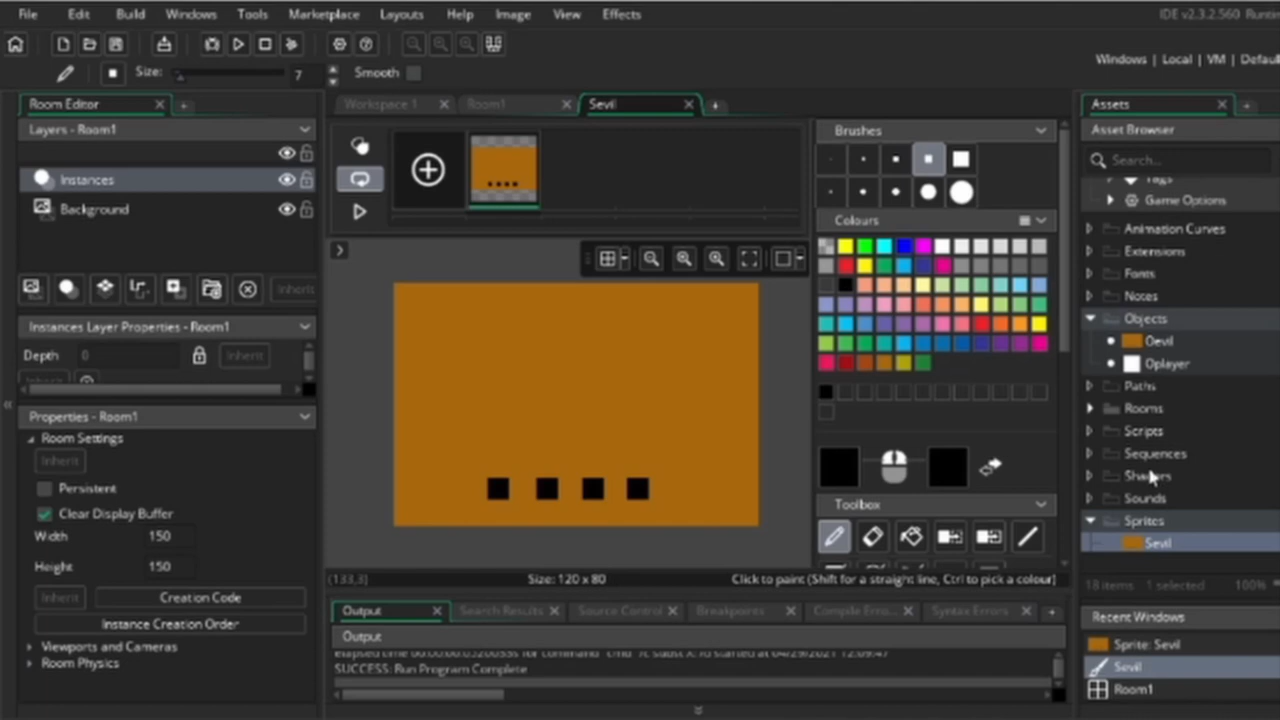 File Edit Build Windows Tools Marketplace Layouts Help Image View Effects
IDE v2.3.2.560
Windows | Local | VM |
Size: 7 Smooth
Room Editor
Workspace 1 Room1 Sevil
Assets
Layers - Room1
Instances
Background
Inherit
Instances Layer Properties - Room1
Depth 0 Inherit
Properties - Room1
Room Settings
Inherit
Persistent
Clear Display Buffer
Width 150
Height 150
Inherit Creation Code
Instance Creation Order
Viewports and Cameras
Room Physics
(133,3) Size: 120 x 80 Click to paint (Shift for a straight line, Ctrl to pick a colour)
Output Search Results Source Control Breakpoints Compile Erro... Syntax Errors
Output
SUCCESS: Run Program Complete
Brushes
Colours
Toolbox
Asset Browser
Search...
Tags
Game Options
Animation Curves
Extensions
Fonts
Notes
Objects
Oevil
Oplayer
Paths
Rooms
Scripts
Sequences
Shaders
Sounds
Sprites
Sevil
18 items 1 selected 100%
Recent Windows
Sprite: Sevil
Sevil
Room1